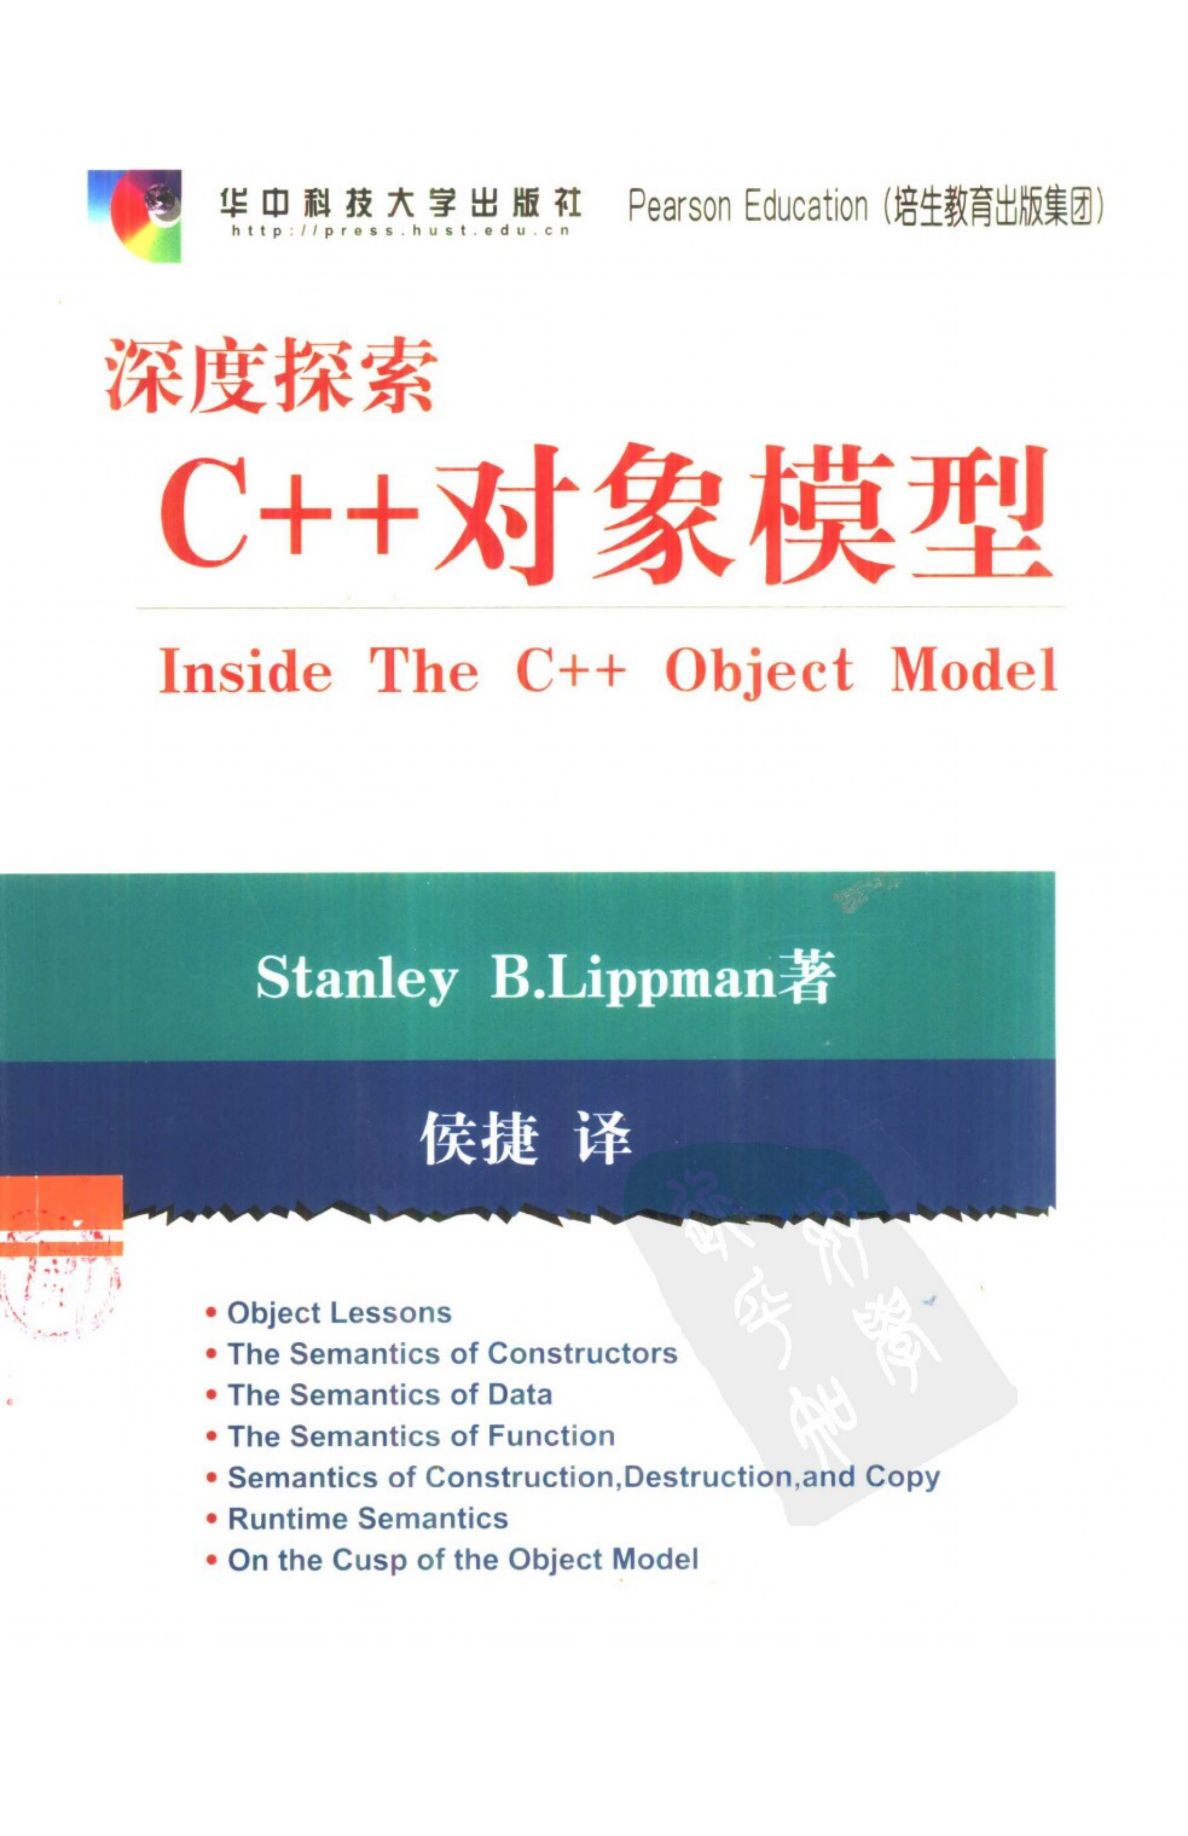 华中科技大学出版社 Pearson Education (培生教育出版集团)
http://press.hust.edu.cn
深度探索
C++对象模型
Inside The C++ Object Model
Stanley B.Lippman著
侯捷 译
• Object Lessons
• The Semantics of Constructors
• The Semantics of Data
• The Semantics of Function
• Semantics of Construction,Destruction,and Copy
• Runtime Semantics
• On the Cusp of the Object Model